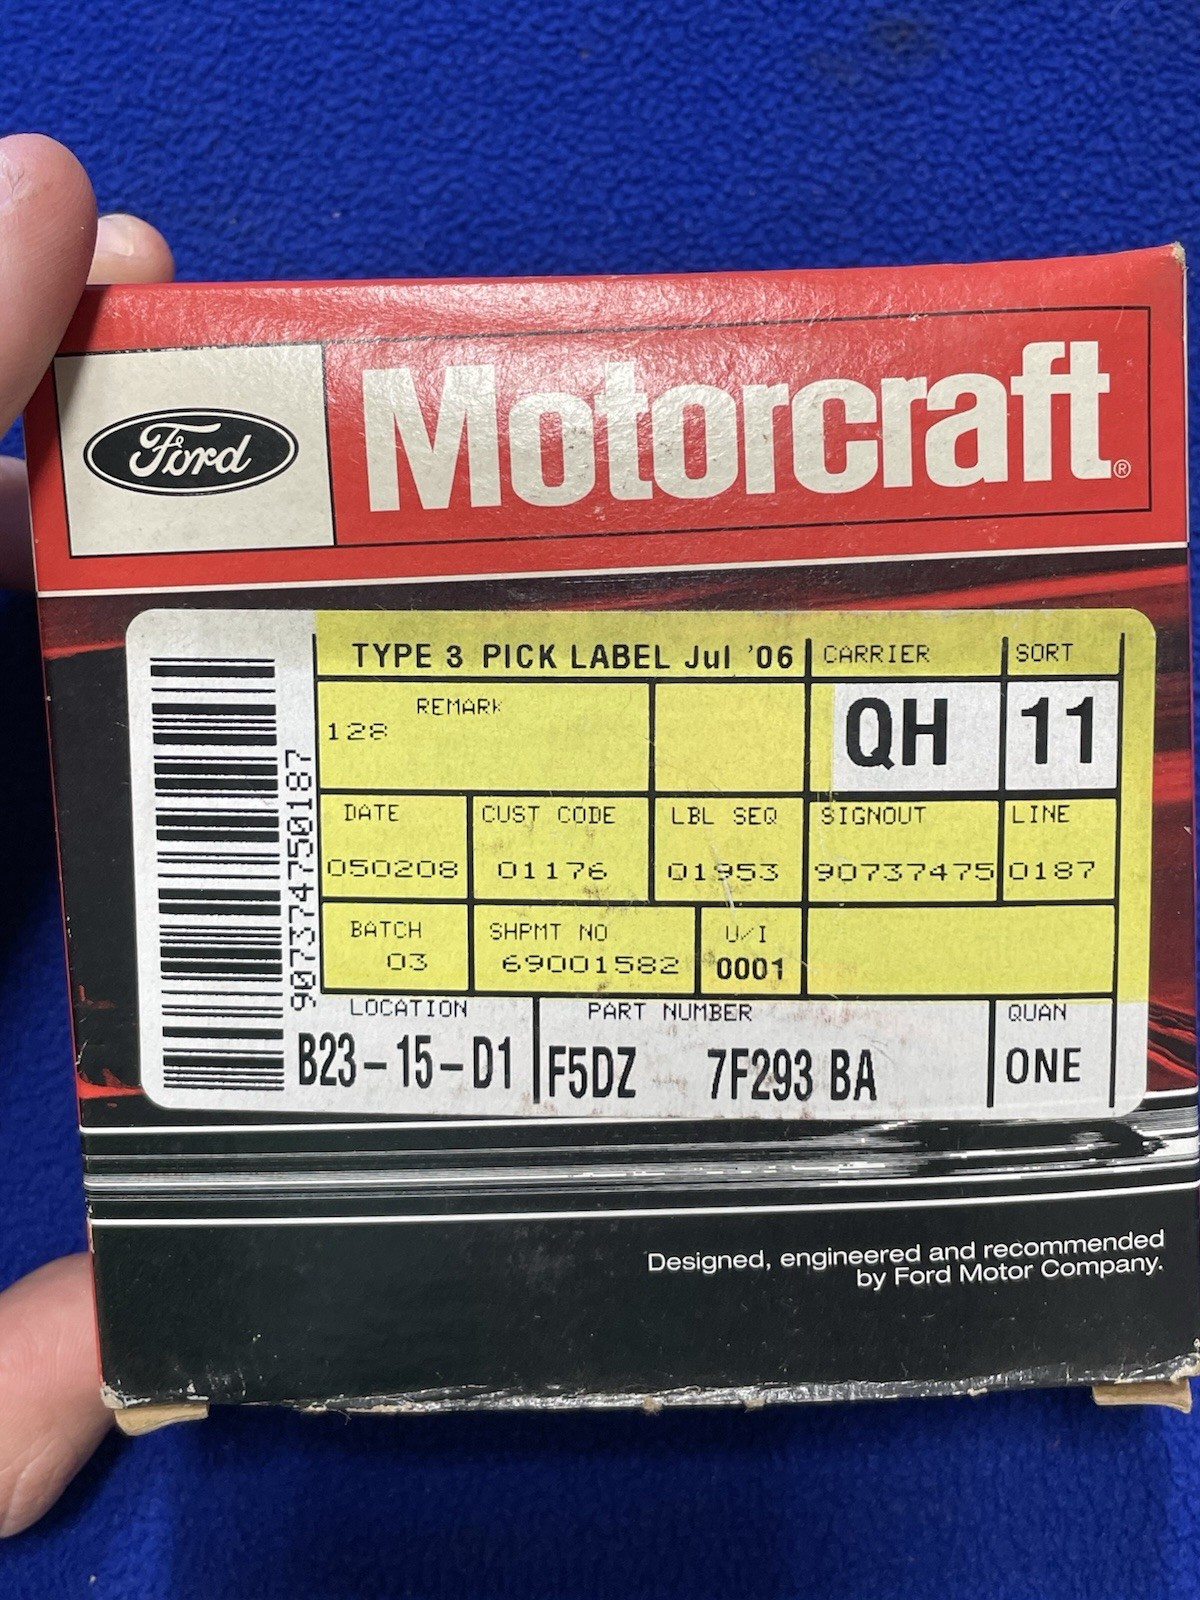 Ford
Motorcraft®
TYPE 3 PICK LABEL Jul '06
CARRIER
SORT
REMARK
128
QH
11
DATE
CUST CODE
LBL SEQ
SIGNOUT
LINE
050208
01176
01953
90737475
0187
BATCH
SHPMT NO
U/I
03
69001582
0001
907374750187
LOCATION
PART NUMBER
QUAN
B23-15-D1
F5DZ 7F293 BA
ONE
Designed, engineered and recommended
by Ford Motor Company.